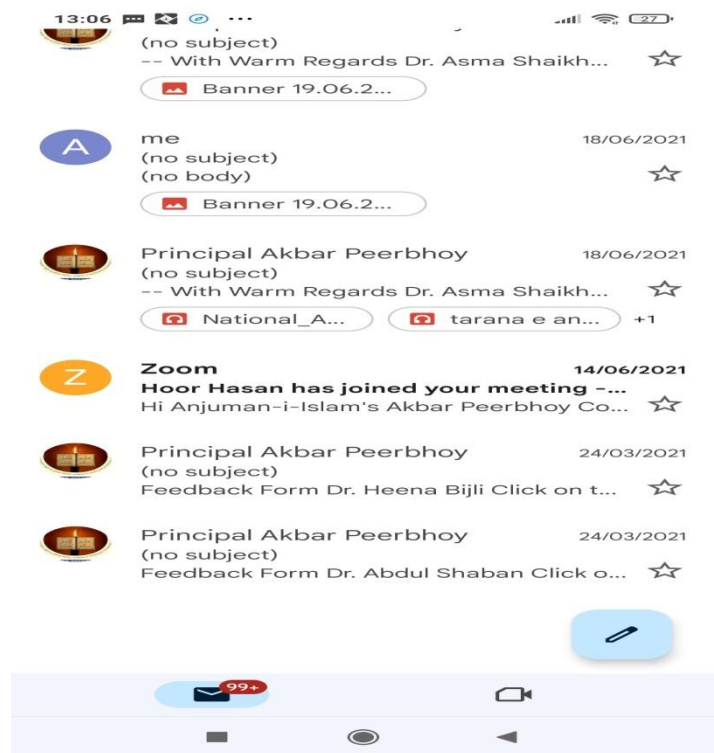 13:06 ... 27
(no subject)
-- With Warm Regards Dr. Asma Shaikh...
Banner 19.06.2...
A me 18/06/2021
(no subject)
(no body)
Banner 19.06.2...
Principal Akbar Peerbhoy 18/06/2021
(no subject)
-- With Warm Regards Dr. Asma Shaikh...
National_A... tarana e an... +1
Z Zoom 14/06/2021
Hoor Hasan has joined your meeting -...
Hi Anjuman-i-Islam's Akbar Peerbhoy Co...
Principal Akbar Peerbhoy 24/03/2021
(no subject)
Feedback Form Dr. Heena Bijli Click on t...
Principal Akbar Peerbhoy 24/03/2021
(no subject)
Feedback Form Dr. Abdul Shaban Click o...
99+